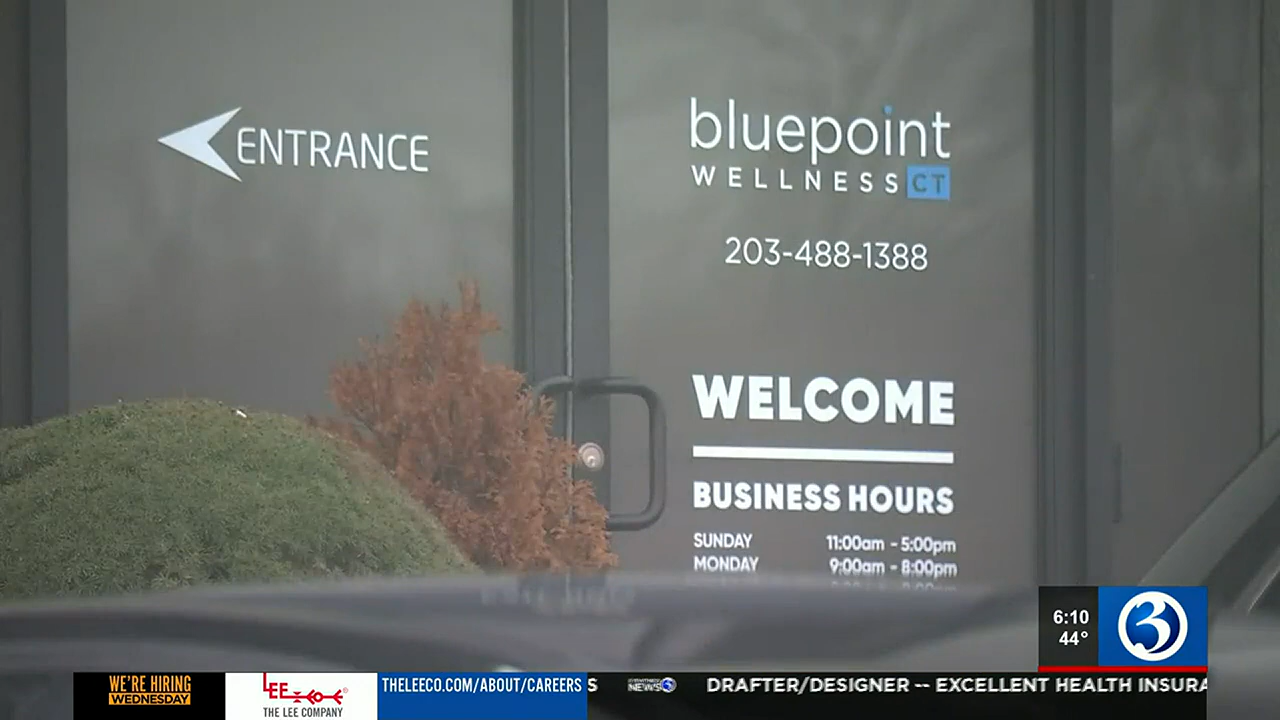 ENTRANCE
bluepoint
WELLNESS CT
203-488-1388
WELCOME
BUSINESS HOURS
SUNDAY 11:00am - 5:00pm
MONDAY 9:00am - 8:00pm
6:10
44°
3
WE'RE HIRING
WEDNESDAY
LEE
THE LEE COMPANY
THELEECO.COM/ABOUT/CAREERS
S
NEWS 3
DRAFTER/DESIGNER -- EXCELLENT HEALTH INSURA